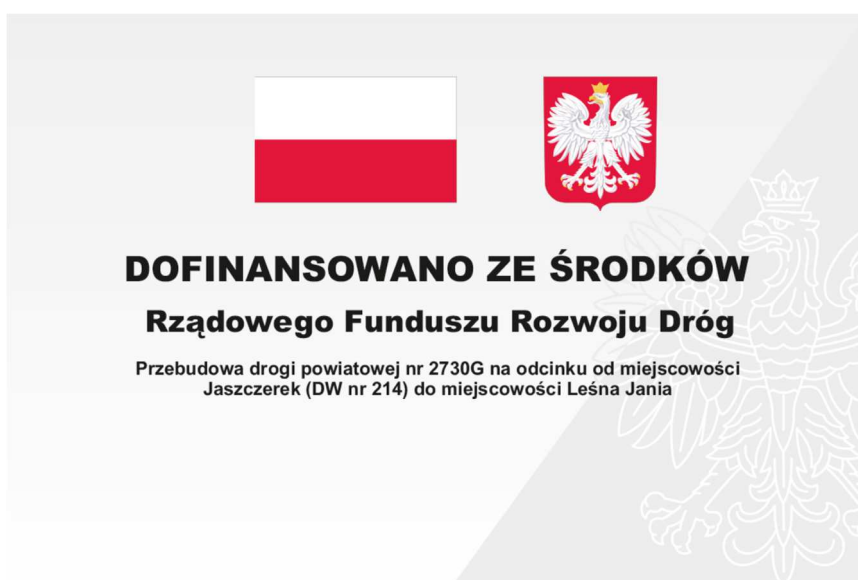 DOFINANSOWANO ZE ŚRODKÓW
Rządowego Funduszu Rozwoju Dróg
Przebudowa drogi powiatowej nr 2730G na odcinku od miejscowości
Jaszczerek (DW nr 214) do miejscowości Leśna Jania